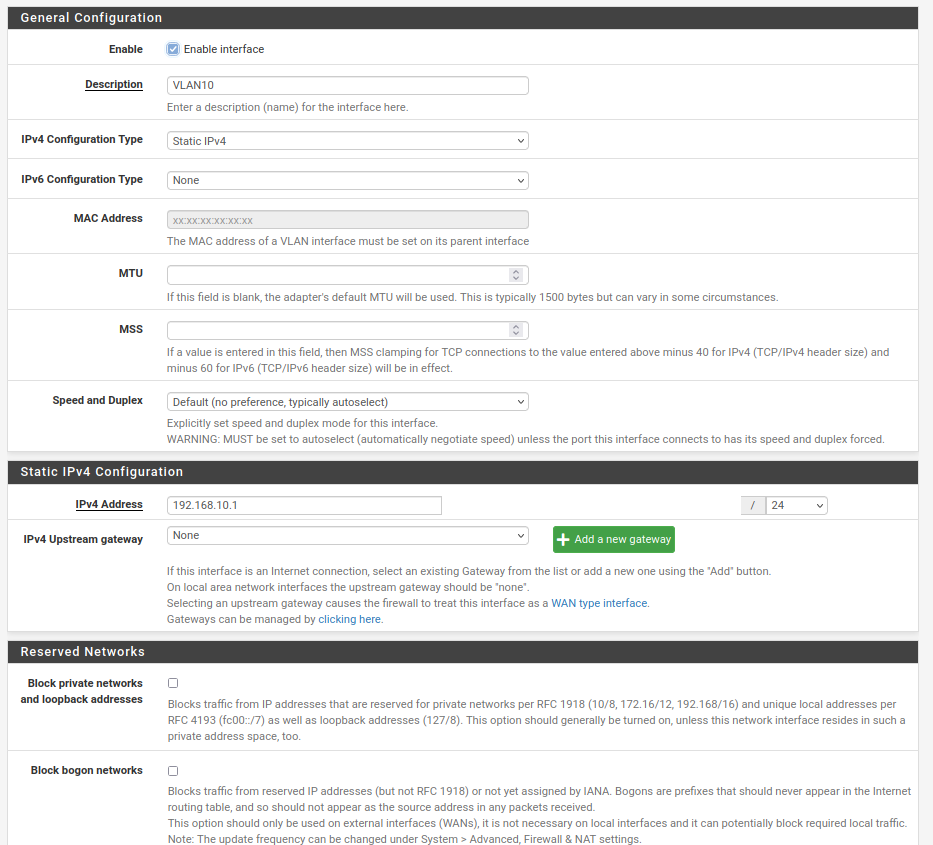 General Configuration
Enable
Enable interface
Description
VLAN10
Enter a description (name) for the interface here.
IPv4 Configuration Type
Static IPv4
IPv6 Configuration Type
None
MAC Address
xx:xx:xx:xx:xx:xx
The MAC address of a VLAN interface must be set on its parent interface
MTU
If this field is blank, the adapter's default MTU will be used. This is typically 1500 bytes but can vary in some circumstances.
MSS
If a value is entered in this field, then MSS clamping for TCP connections to the value entered above minus 40 for IPv4 (TCP/IPv4 header size) and
minus 60 for IPv6 (TCP/IPv6 header size) will be in effect.
Speed and Duplex
Default (no preference, typically autoselect)
Explicitly set speed and duplex mode for this interface.
WARNING: MUST be set to autoselect (automatically negotiate speed) unless the port this interface connects to has its speed and duplex forced.
Static IPv4 Configuration
IPv4 Address
192.168.10.1
/ 24
IPv4 Upstream gateway
None
Add a new gateway
If this interface is an Internet connection, select an existing Gateway from the list or add a new one using the "Add" button.
On local area network interfaces the upstream gateway should be "none".
Selecting an upstream gateway causes the firewall to treat this interface as a WAN type interface.
Gateways can be managed by clicking here.
Reserved Networks
Block private networks
and loopback addresses
Blocks traffic from IP addresses that are reserved for private networks per RFC 1918 (10/8, 172.16/12, 192.168/16) and unique local addresses per
RFC 4193 (fc00::/7) as well as loopback addresses (127/8). This option should generally be turned on, unless this network interface resides in such a
private address space, too.
Block bogon networks
Blocks traffic from reserved IP addresses (but not RFC 1918) or not yet assigned by IANA. Bogons are prefixes that should never appear in the Internet
routing table, and so should not appear as the source address in any packets received.
This option should only be used on external interfaces (WANs), it is not necessary on local interfaces and it can potentially block required local traffic.
Note: The update frequency can be changed under System > Advanced, Firewall & NAT settings.